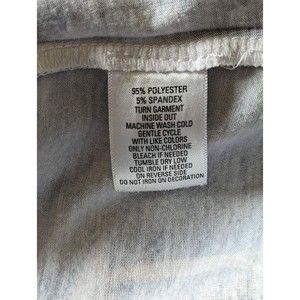 95% POLYESTER
5% SPANDEX
TURN GARMENT
INSIDE OUT
MACHINE WASH COLD
GENTLE CYCLE
WITH LIKE COLORS
ONLY NON-CHLORINE
BLEACH IF NEEDED
TUMBLE DRY LOW
COOL IRON IF NEEDED
ON REVERSE SIDE
DO NOT IRON ON DECORATION